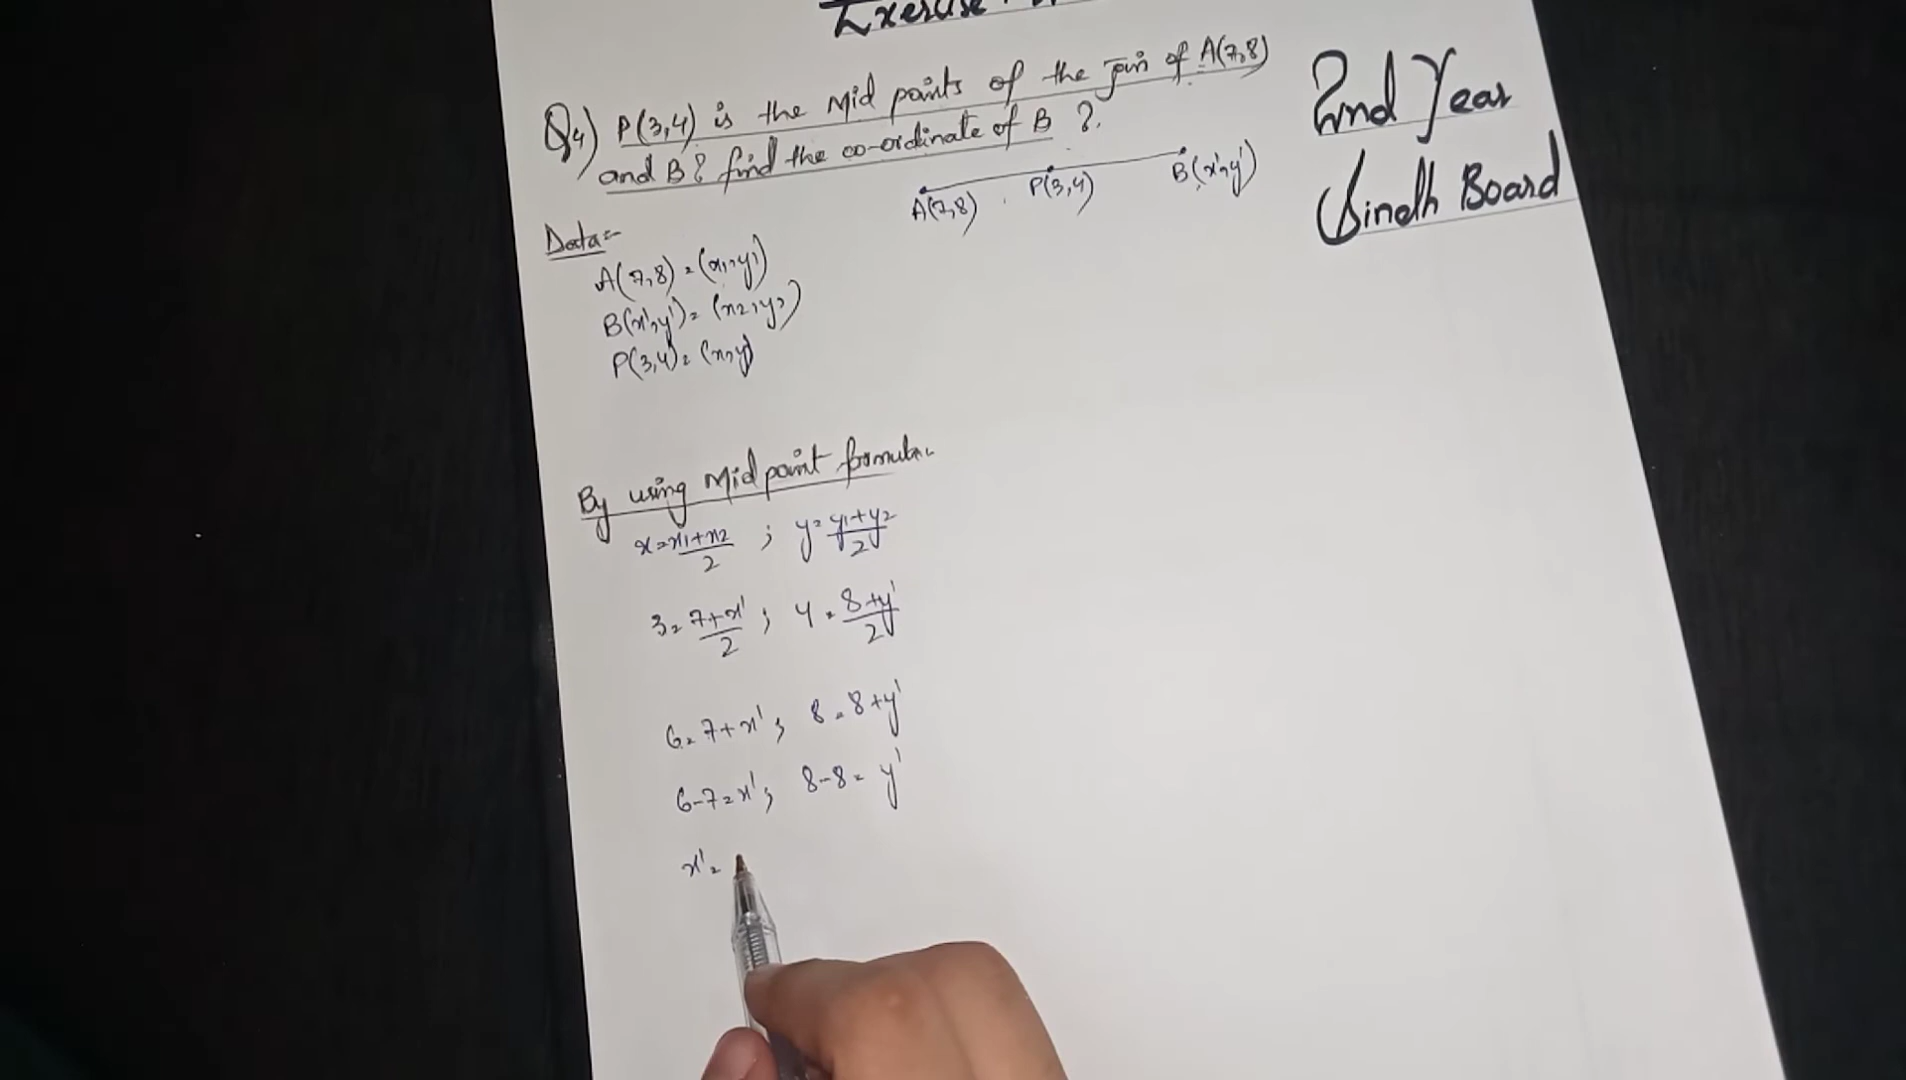 Exercise
Q4) P(3,4) is the Mid points of the join of A(7,8)
and B? find the co-ordinate of B ?.
2nd Year
Sindh Board
A(7,8) P(3,4) B(x',y')
Data:-
A(7,8) = (x1,y1)
B(x',y') = (x2,y2)
P(3,4) = (x,y)
By using Mid point formula:-
x = x1+x2/2 ; y = y1+y2/2
3 = 7+x'/2 ; 4 = 8+y'/2
6 = 7+x' ; 8 = 8+y'
6-7 = x' ; 8-8 = y'
x' =